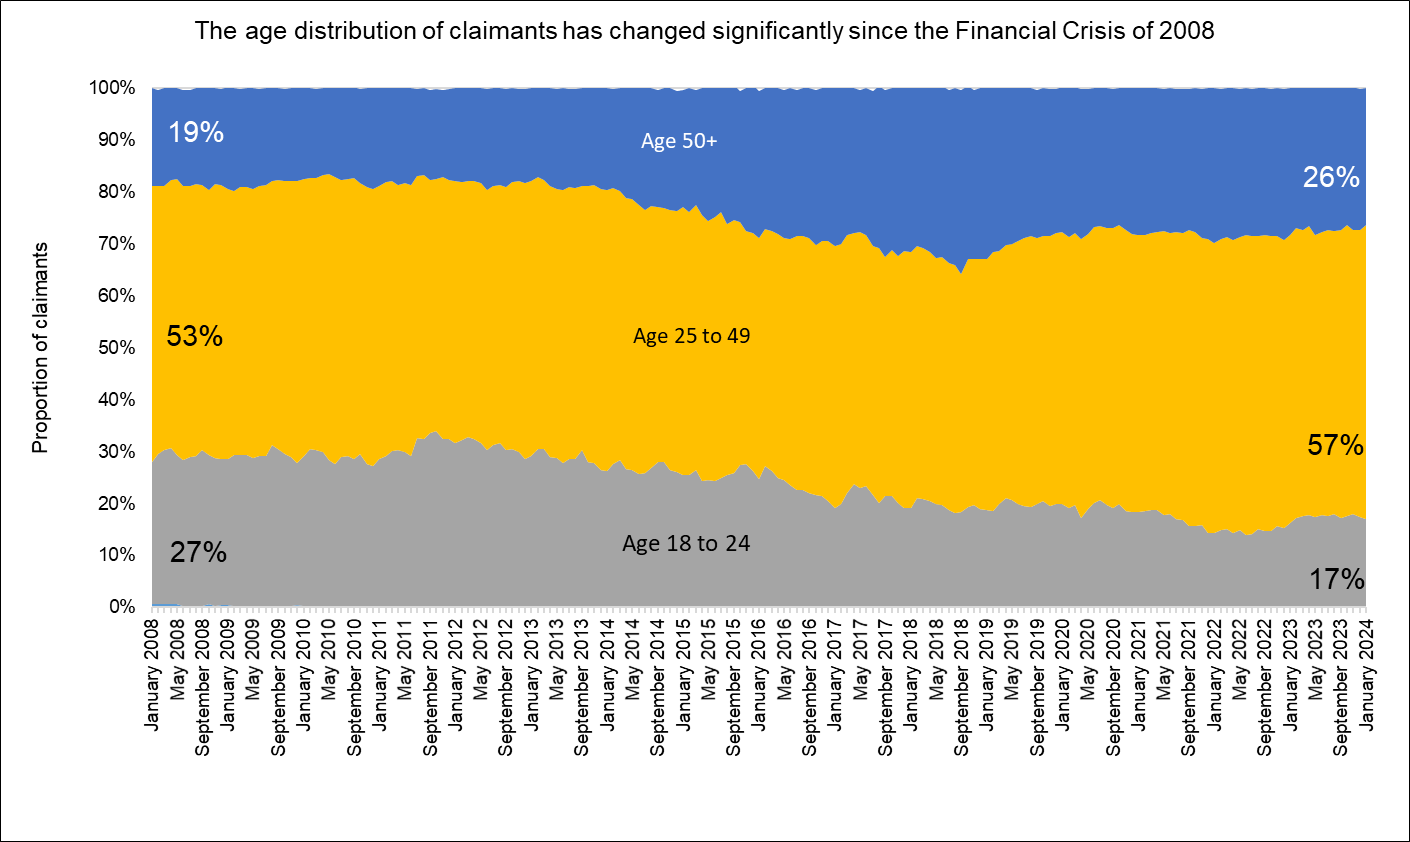 The age distribution of claimants has changed significantly since the Financial Crisis of 2008
Proportion of claimants
100%
90%
80%
70%
60%
50%
40%
30%
20%
10%
0%
19%
Age 50+
26%
53%
Age 25 to 49
57%
27%
Age 18 to 24
17%
January 2008
May 2008
September 2008
January 2009
May 2009
September 2009
January 2010
May 2010
September 2010
January 2011
May 2011
September 2011
January 2012
May 2012
September 2012
January 2013
May 2013
September 2013
January 2014
May 2014
September 2014
January 2015
May 2015
September 2015
January 2016
May 2016
September 2016
January 2017
May 2017
September 2017
January 2018
May 2018
September 2018
January 2019
May 2019
September 2019
January 2020
May 2020
September 2020
January 2021
May 2021
September 2021
January 2022
May 2022
September 2022
January 2023
May 2023
September 2023
January 2024